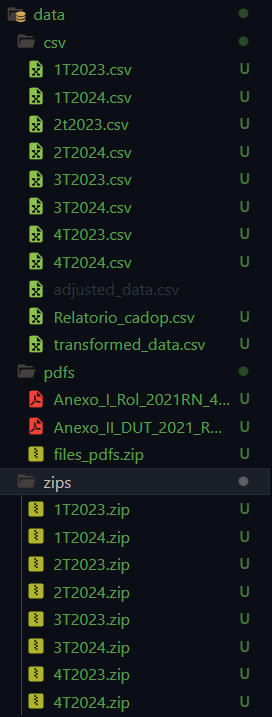 data
csv
1T2023.csv U
1T2024.csv U
2t2023.csv U
2T2024.csv U
3T2023.csv U
3T2024.csv U
4T2023.csv U
4T2024.csv U
adjusted_data.csv
Relatorio_cadop.csv U
transformed_data.csv U
pdfs
Anexo_I_Rol_2021RN_4... U
Anexo_II_DUT_2021_R... U
files_pdfs.zip U
zips
1T2023.zip U
1T2024.zip U
2T2023.zip U
2T2024.zip U
3T2023.zip U
3T2024.zip U
4T2023.zip U
4T2024.zip U